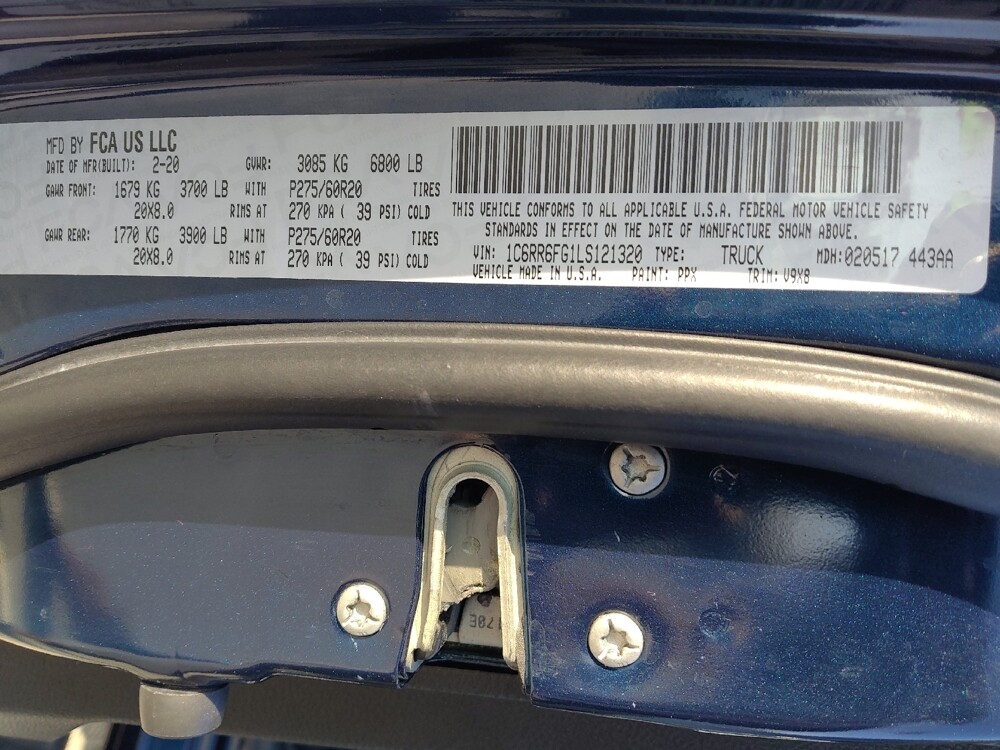 MFD BY FCA US LLC
DATE OF MFR(BUILT): 2-20 GVWR: 3085 KG 6800 LB
GAWR FRONT: 1679 KG 3700 LB WITH P275/60R20 TIRES
20X8.0 RIMS AT 270 KPA ( 39 PSI) COLD
GAWR REAR: 1770 KG 3900 LB WITH P275/60R20 TIRES
20X8.0 RIMS AT 270 KPA ( 39 PSI) COLD
THIS VEHICLE CONFORMS TO ALL APPLICABLE U.S.A. FEDERAL MOTOR VEHICLE SAFETY
STANDARDS IN EFFECT ON THE DATE OF MANUFACTURE SHOWN ABOVE.
VIN: 1C6RR6FG1LS121320 TYPE: TRUCK MDH:020517 443AA
VEHICLE MADE IN U.S.A. PAINT: PPX TRIM: V9X8